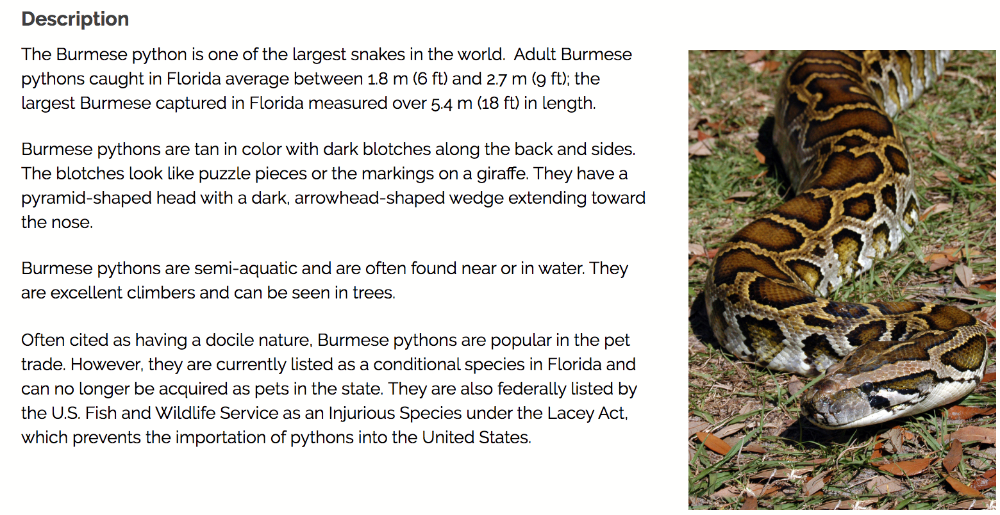 Description
The Burmese python is one of the largest snakes in the world.  Adult Burmese
pythons caught in Florida average between 1.8 m (6 ft) and 2.7 m (9 ft); the
largest Burmese captured in Florida measured over 5.4 m (18 ft) in length.
Burmese pythons are tan in color with dark blotches along the back and sides.
The blotches look like puzzle pieces or the markings on a giraffe. They have a
pyramid-shaped head with a dark, arrowhead-shaped wedge extending toward
the nose.
Burmese pythons are semi-aquatic and are often found near or in water. They
are excellent climbers and can be seen in trees.
Often cited as having a docile nature, Burmese pythons are popular in the pet
trade. However, they are currently listed as a conditional species in Florida and
can no longer be acquired as pets in the state. They are also federally listed by
the U.S. Fish and Wildlife Service as an Injurious Species under the Lacey Act,
which prevents the importation of pythons into the United States.